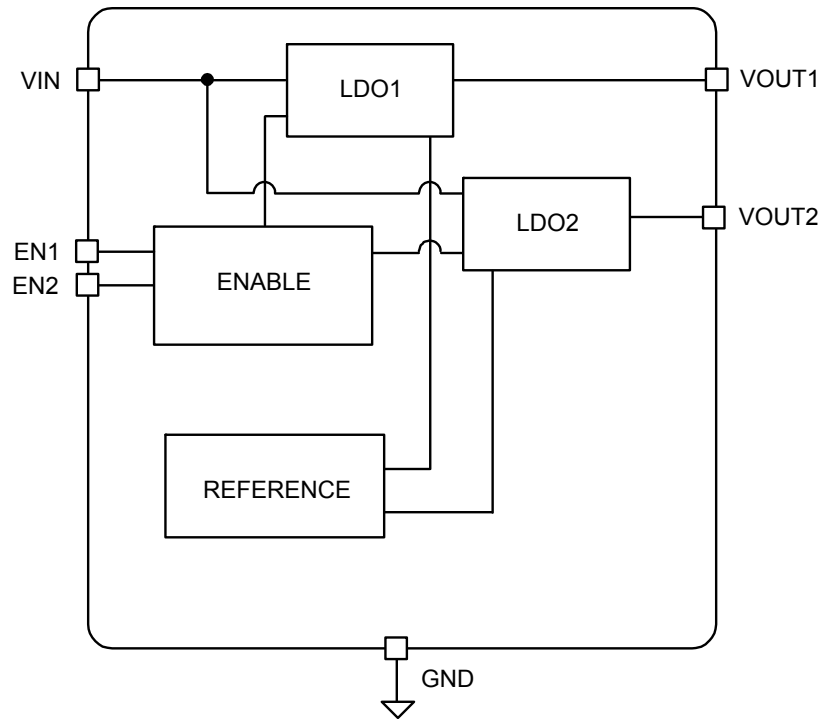 VIN
LDO1
VOUT1
LDO2
VOUT2
EN1
EN2
ENABLE
REFERENCE
GND